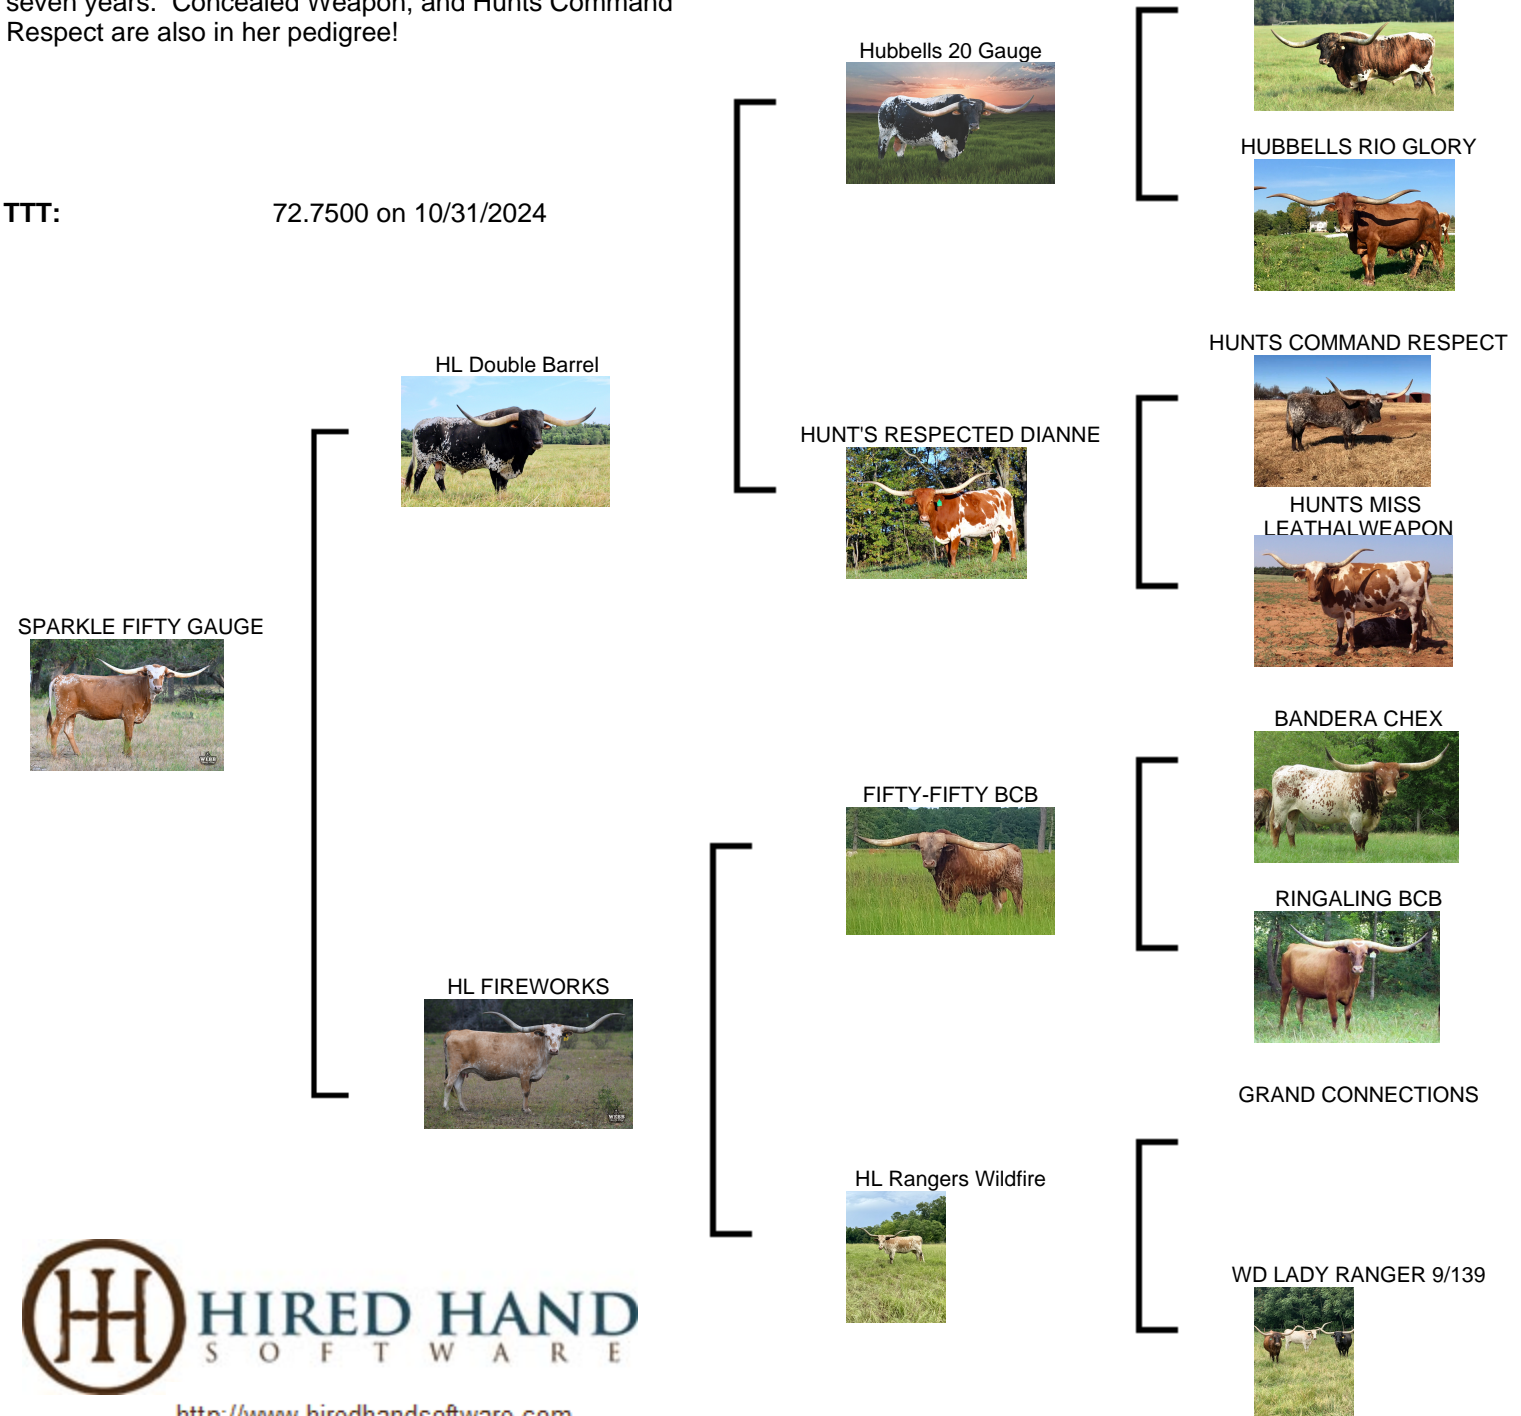 seven years. Concealed Weapon, and Hunts Command
Respect are also in her pedigree!
Hubbells 20 Gauge
HUBBELLS RIO GLORY
TTT: 72.7500 on 10/31/2024
HUNTS COMMAND RESPECT
HL Double Barrel
HUNT'S RESPECTED DIANNE
HUNTS MISS
LEATHALWEAPON
SPARKLE FIFTY GAUGE
BANDERA CHEX
FIFTY-FIFTY BCB
RINGALING BCB
HL FIREWORKS
GRAND CONNECTIONS
HL Rangers Wildfire
WD LADY RANGER 9/139
HIRED HAND
SOFTWARE
http://www.hiredhandsoftware.com